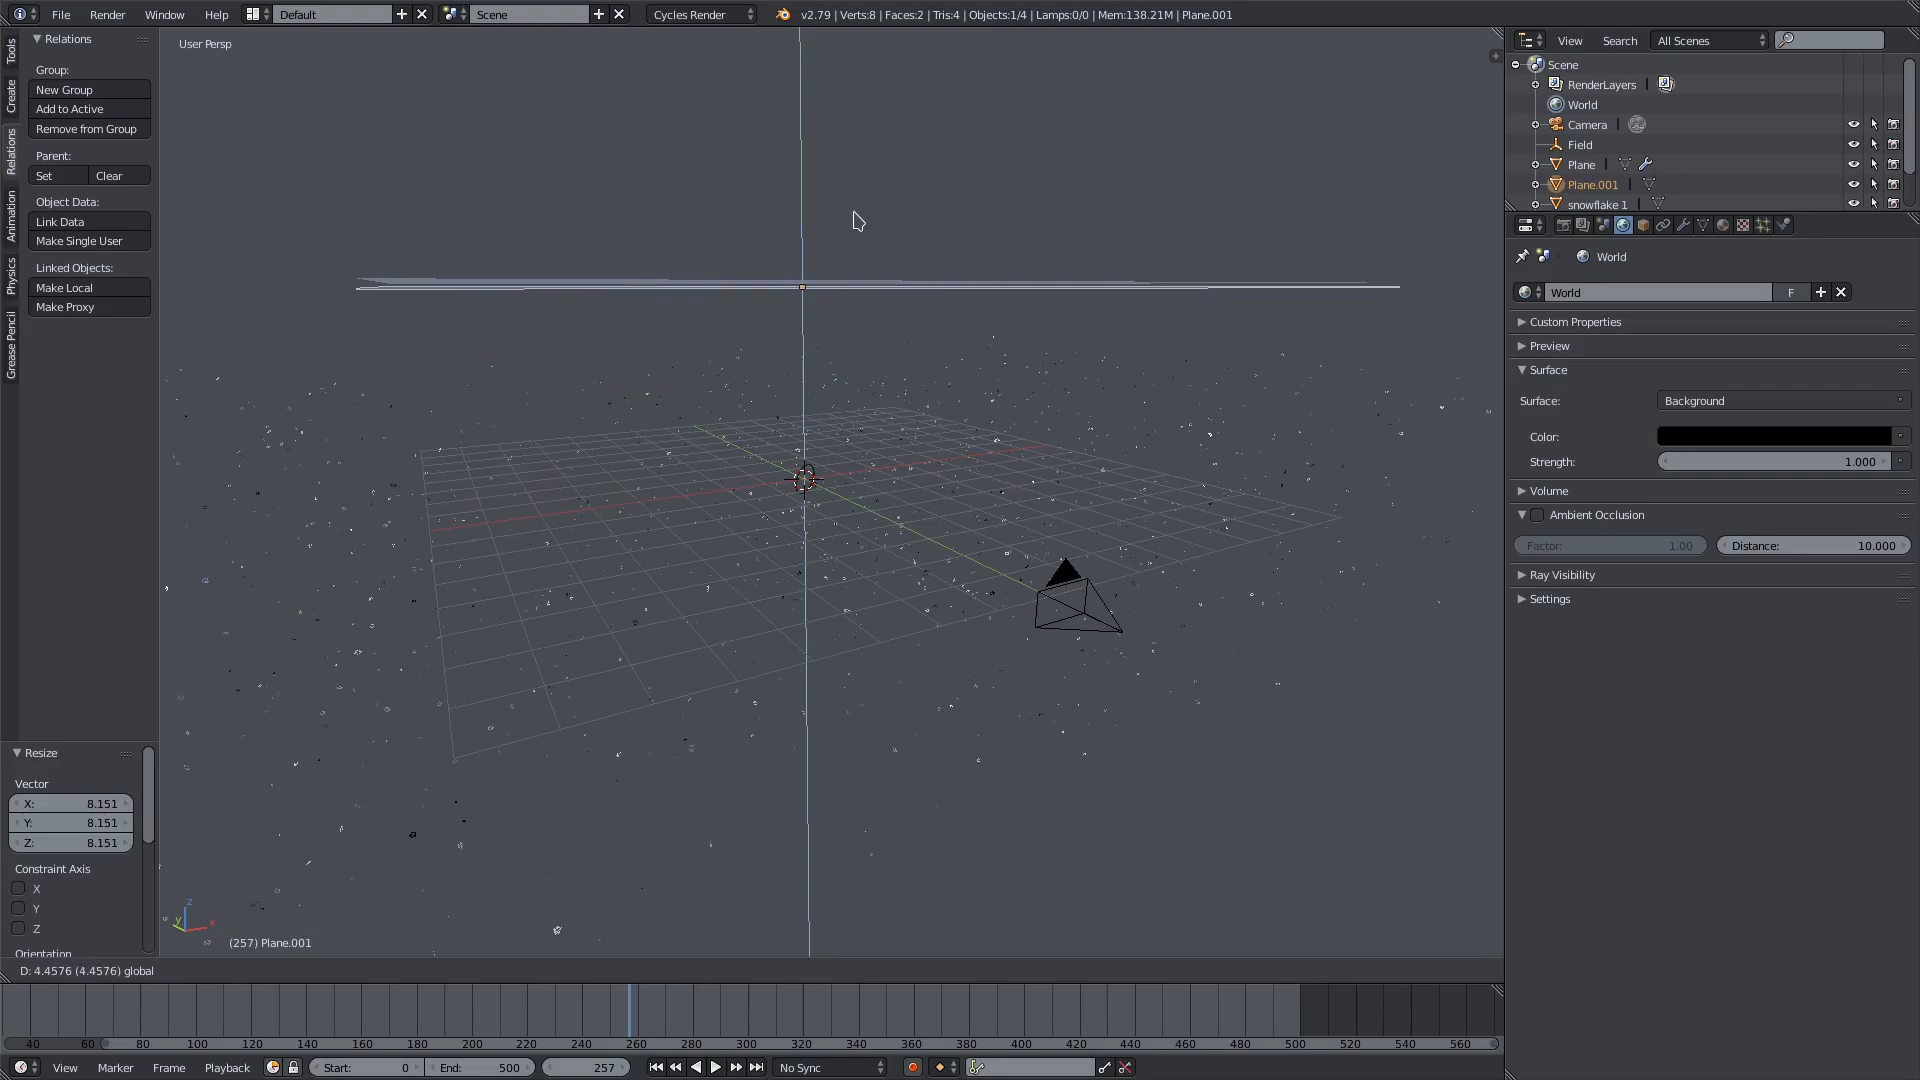 File Render Window Help Default Scene Cycles Render v2.79 | Verts:8 | Faces:2 | Tris:4 | Objects:1/4 | Lamps:0/0 | Mem:138.21M | Plane.001
Tools
Create
Relations
Animation
Physics
Grease Pencil
Relations
Group:
New Group
Add to Active
Remove from Group
Parent:
Set Clear
Object Data:
Link Data
Make Single User
Linked Objects:
Make Local
Make Proxy
Resize
Vector
X: 8.151
Y: 8.151
Z: 8.151
Constraint Axis
X
Y
Z
Orientation
User Persp
z
y x
(257) Plane.001
D: 4.4576 (4.4576) global
View Search All Scenes
Scene
RenderLayers
World
Camera
Field
Plane
Plane.001
snowflake 1
World
World F
Custom Properties
Preview
Surface
Surface: Background
Color:
Strength: 1.000
Volume
Ambient Occlusion
Factor: 1.00 Distance: 10.000
Ray Visibility
Settings
40 60 80 100 120 140 160 180 200 220 240 260 280 300 320 340 360 380 400 420 440 460 480 500 520 540 560
View Marker Frame Playback Start: 0 End: 500 257 No Sync